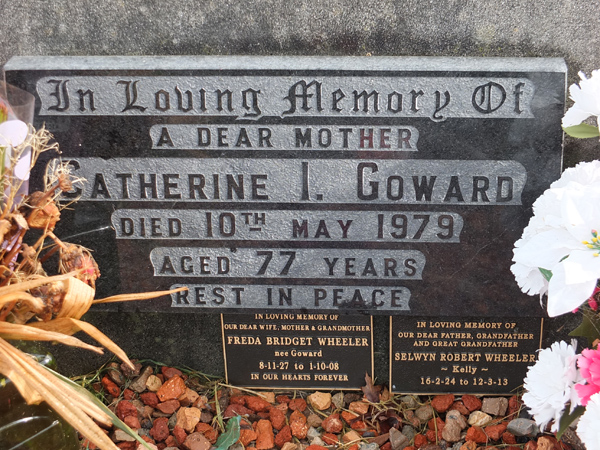 In Loving Memory Of
A DEAR MOTHER
CATHERINE I. GOWARD
DIED 10TH MAY 1979
AGED 77 YEARS
REST IN PEACE
IN LOVING MEMORY OF
OUR DEAR WIFE, MOTHER & GRANDMOTHER
FREDA BRIDGET WHEELER
nee Goward
8-11-27 to 1-10-08
IN OUR HEARTS FOREVER
IN LOVING MEMORY OF
OUR DEAR FATHER, GRANDFATHER
AND GREAT GRANDFATHER
SELWYN ROBERT WHEELER
~ Kelly ~
16-2-24 to 12-3-13